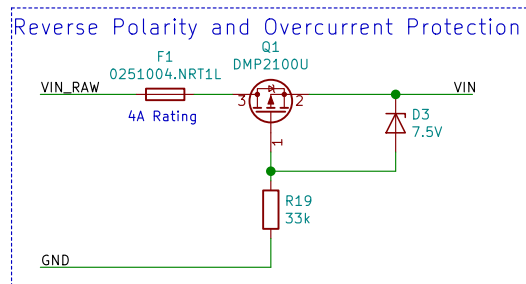 Reverse Polarity and Overcurrent Protection
F1
0251004.NRT1L
4A Rating
Q1
DMP2100U
VIN_RAW
3
2
1
VIN
D3
7.5V
R19
33k
GND